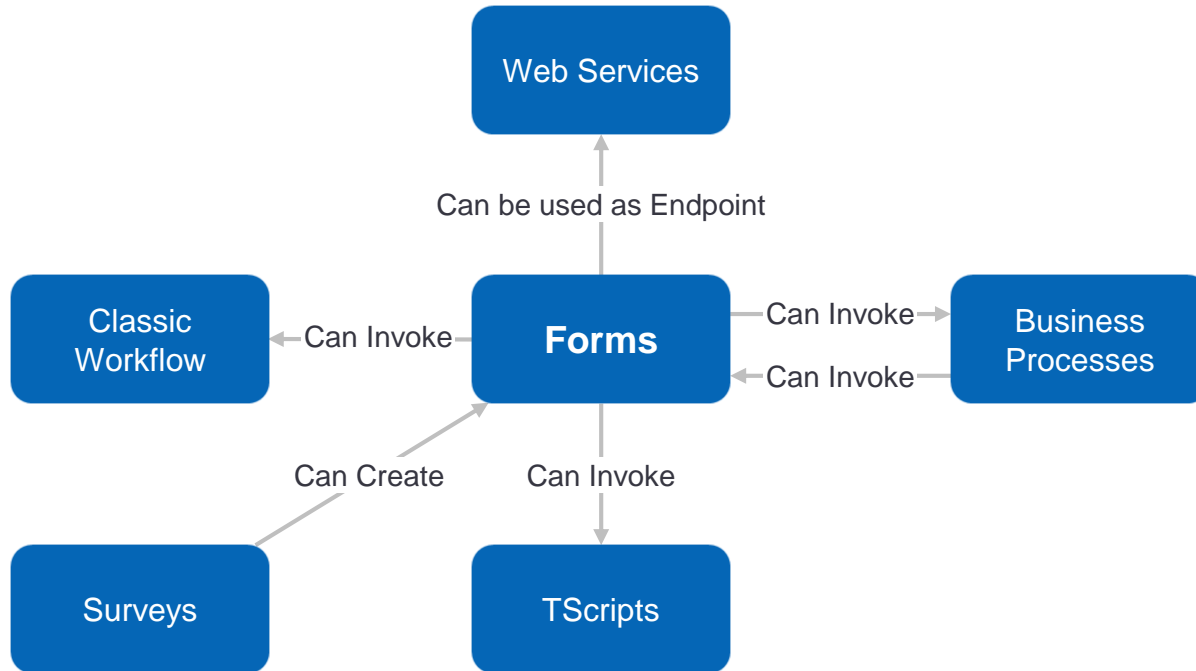 Web Services
Can be used as Endpoint
Classic
Workflow
Can Invoke
Forms
Can Invoke
Can Invoke
Business
Processes
Can Create
Can Invoke
Surveys
TScripts